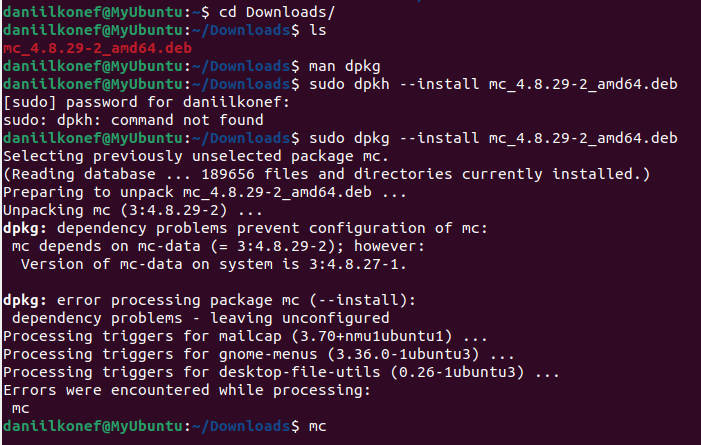 daniilkonef@MyUbuntu:~$ cd Downloads/
daniilkonef@MyUbuntu:~/Downloads$ ls
mc_4.8.29-2_amd64.deb
daniilkonef@MyUbuntu:~/Downloads$ man dpkg
daniilkonef@MyUbuntu:~/Downloads$ sudo dpkh --install mc_4.8.29-2_amd64.deb
[sudo] password for daniilkonef:
sudo: dpkh: command not found
daniilkonef@MyUbuntu:~/Downloads$ sudo dpkg --install mc_4.8.29-2_amd64.deb
Selecting previously unselected package mc.
(Reading database ... 189656 files and directories currently installed.)
Preparing to unpack mc_4.8.29-2_amd64.deb ...
Unpacking mc (3:4.8.29-2) ...
dpkg: dependency problems prevent configuration of mc:
 mc depends on mc-data (= 3:4.8.29-2); however:
  Version of mc-data on system is 3:4.8.27-1.

dpkg: error processing package mc (--install):
 dependency problems - leaving unconfigured
Processing triggers for mailcap (3.70+nmu1ubuntu1) ...
Processing triggers for gnome-menus (3.36.0-1ubuntu3) ...
Processing triggers for desktop-file-utils (0.26-1ubuntu3) ...
Errors were encountered while processing:
 mc
daniilkonef@MyUbuntu:~/Downloads$ mc